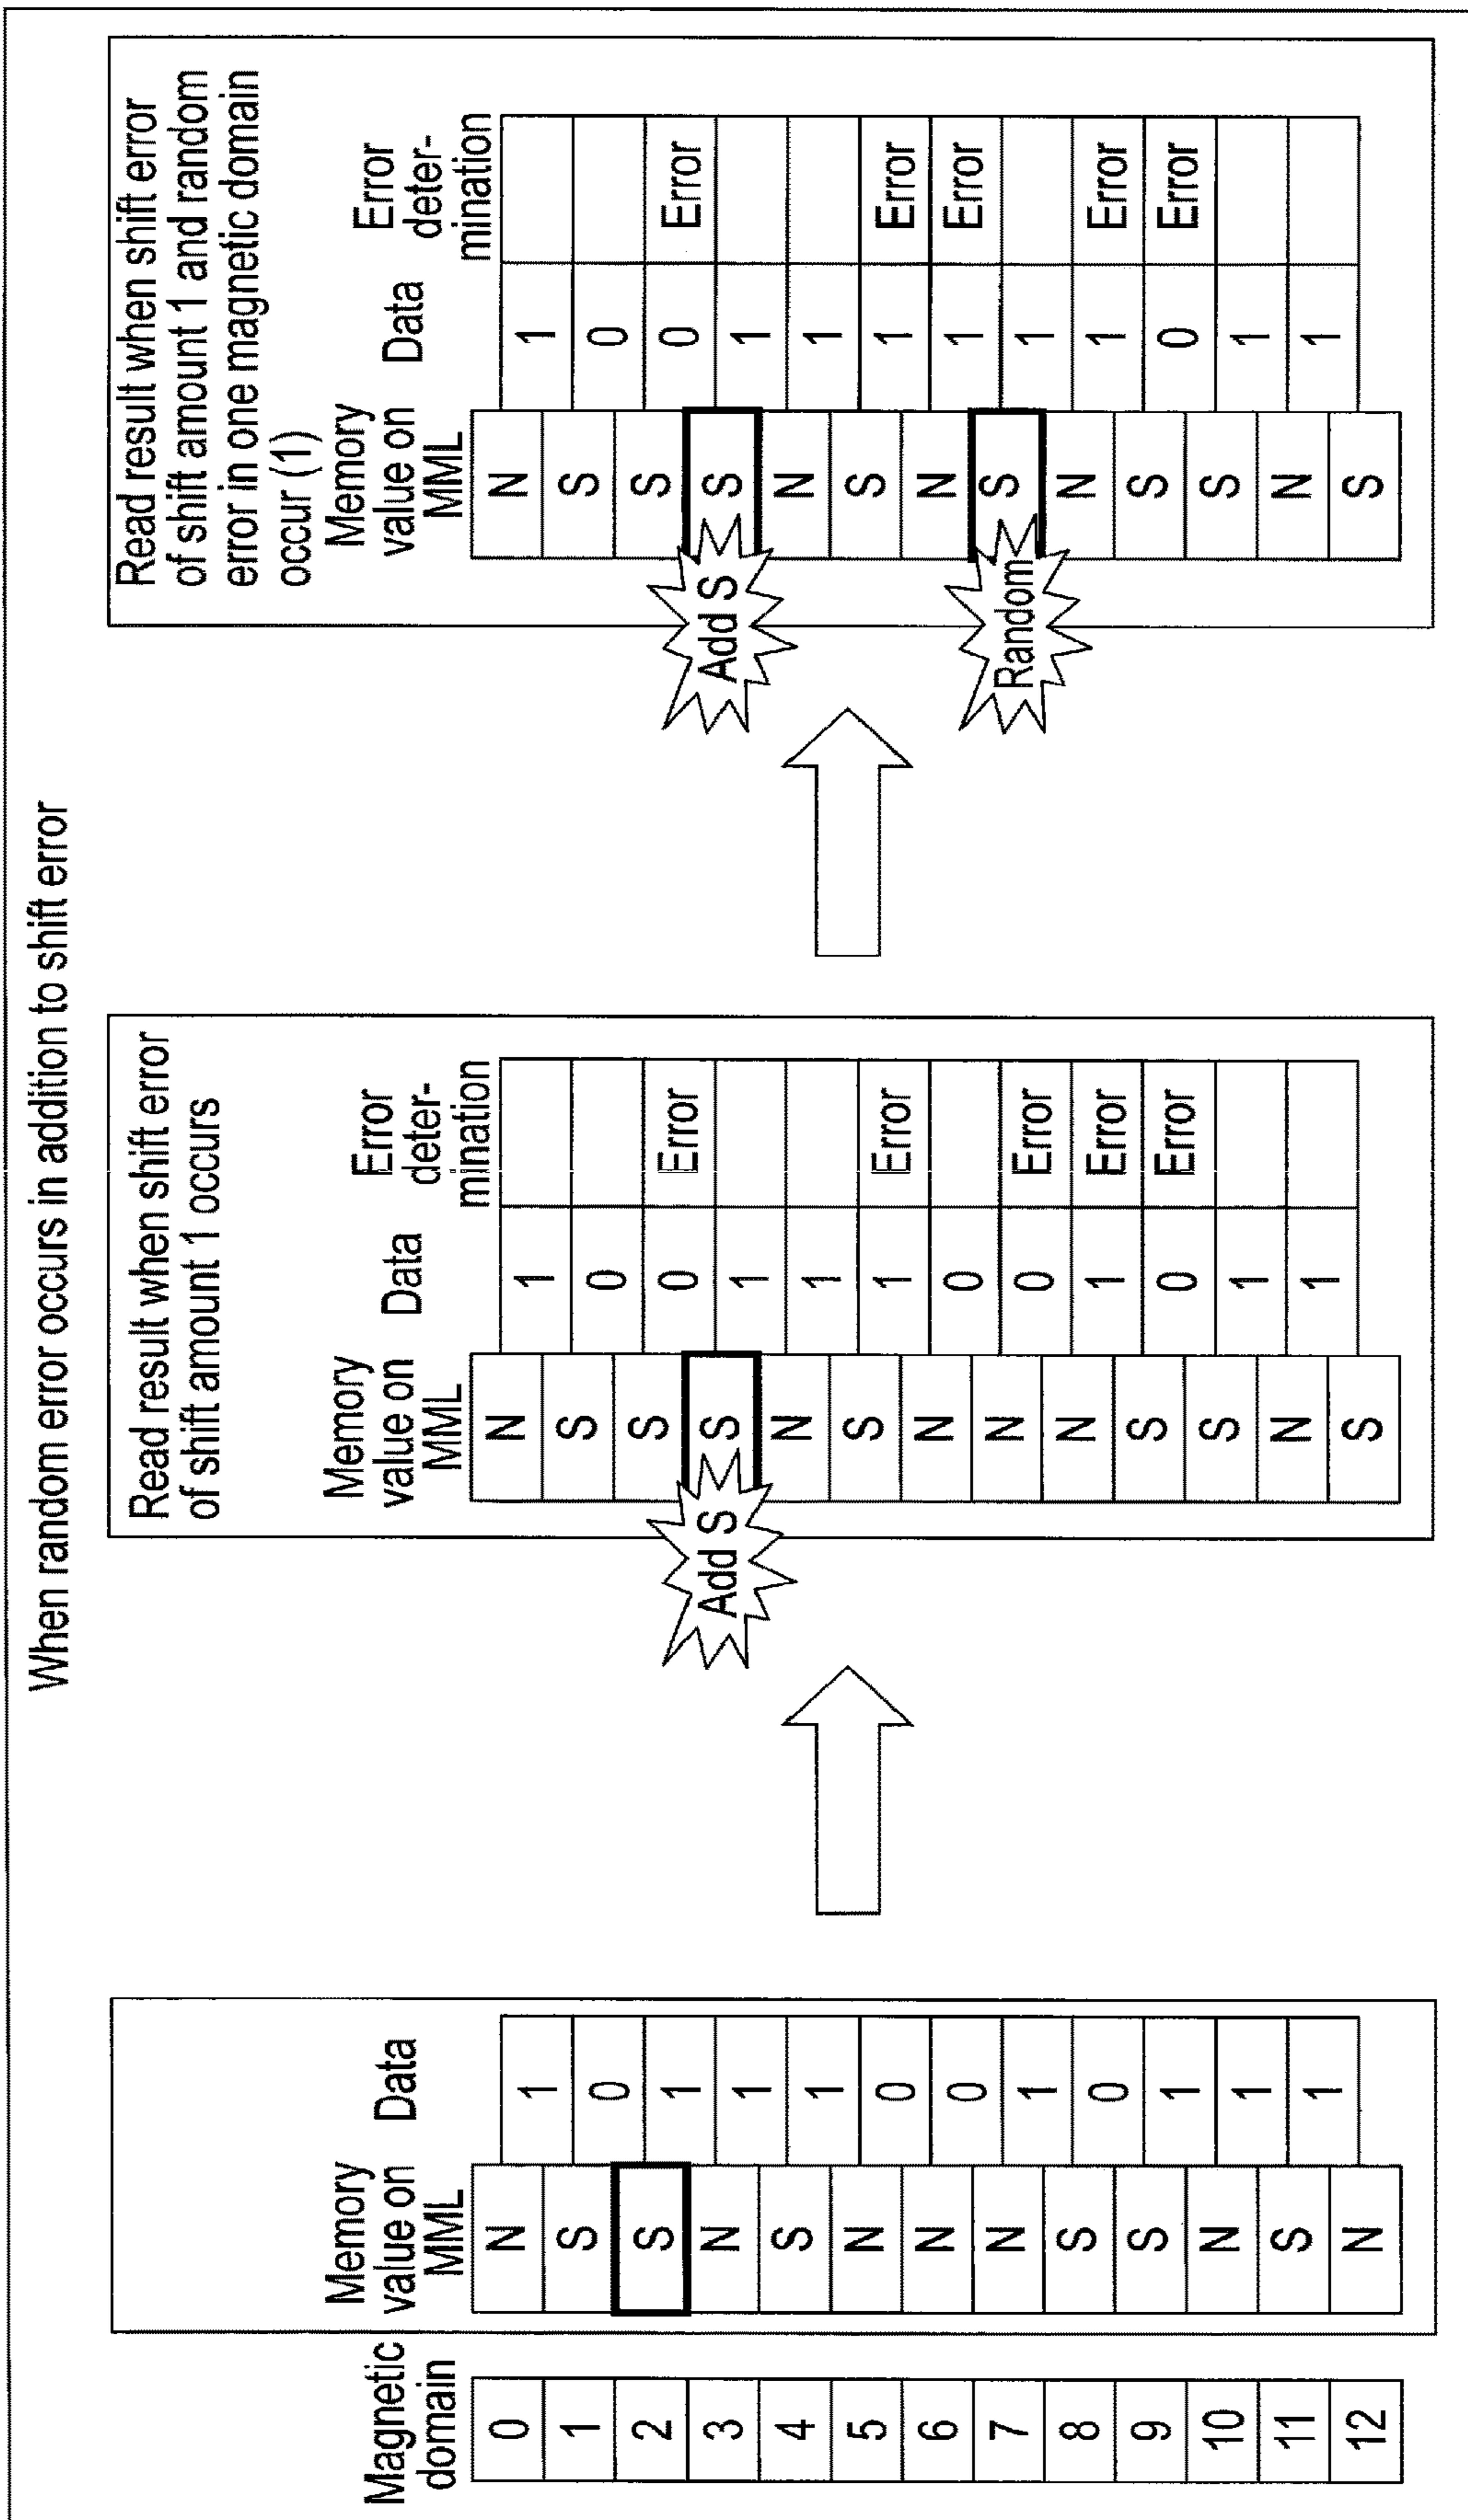 When random error occurs in addition to shift error
Magnetic
domain
0
1
2
3
4
5
6
7
8
9
10
11
12
Memory
value on
MML
Data
N
S
S
N
S
N
N
N
S
S
N
S
N
1
0
1
1
1
0
0
1
0
1
1
1
Read result when shift error
of shift amount 1 occurs
Memory
value on
MML
Data
Error
deter-
mination
Add S
N
S
S
S
N
S
N
N
N
S
S
N
S
1
0
0
1
1
1
0
0
1
0
1
1
Error
Error
Error
Error
Error
Read result when shift error
of shift amount 1 and random
error in one magnetic domain
occur (1)
Memory
value on
MML
Data
Error
deter-
mination
Add S
Random
N
S
S
S
N
S
N
S
N
S
S
N
S
1
0
0
1
1
1
1
1
1
0
1
1
Error
Error
Error
Error
Error